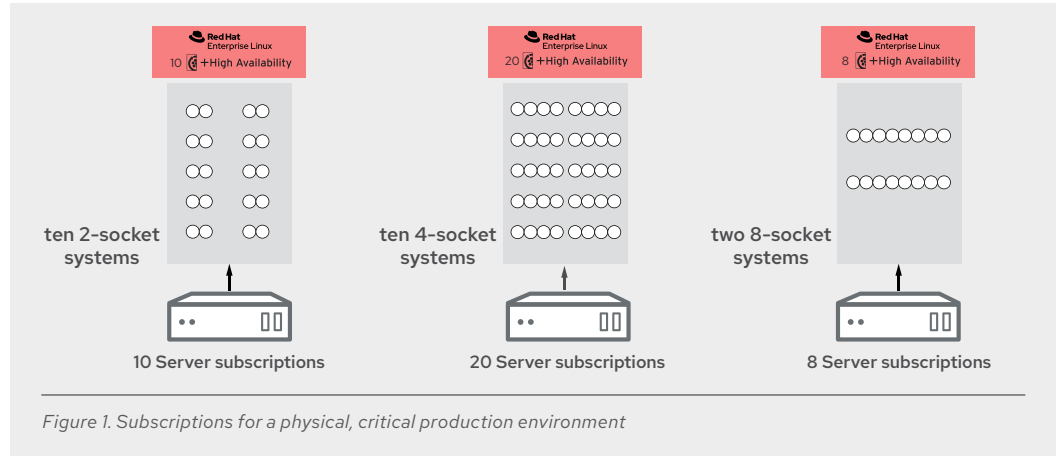 Red Hat
Enterprise Linux
10 +High Availability
Red Hat
Enterprise Linux
20 +High Availability
Red Hat
Enterprise Linux
8 +High Availability
ten 2-socket
systems
ten 4-socket
systems
two 8-socket
systems
10 Server subscriptions
20 Server subscriptions
8 Server subscriptions
Figure 1. Subscriptions for a physical, critical production environment